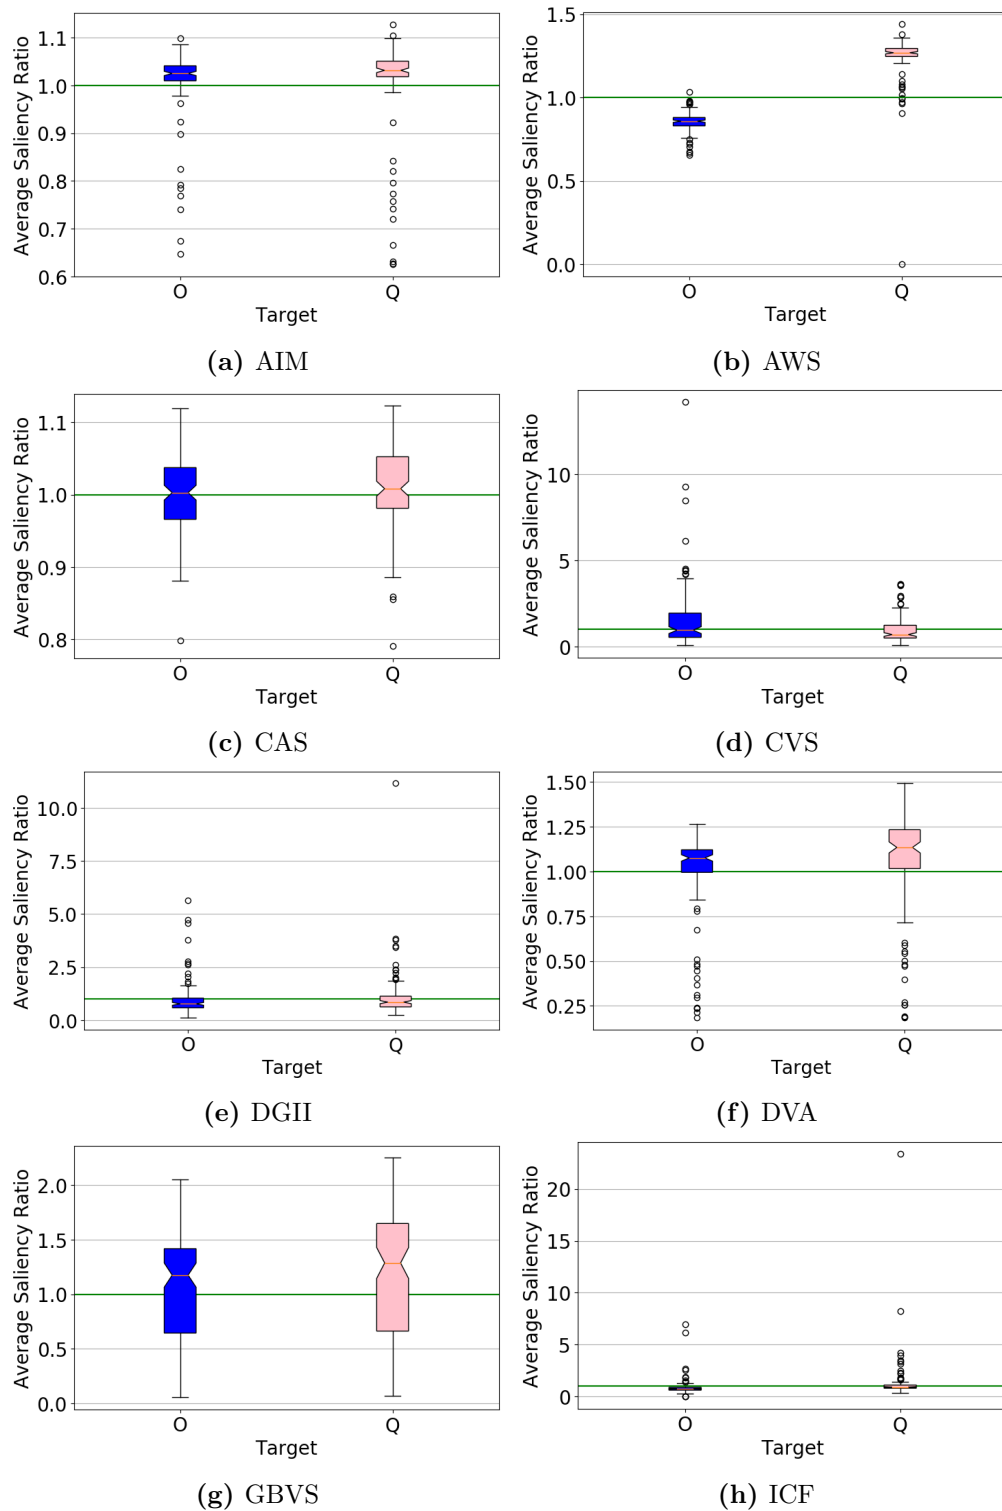 Average Saliency Ratio
1.1
1.0
0.9
0.8
0.7
0.6
O
Q
Target
(a) AIM
Average Saliency Ratio
1.5
1.0
0.5
0.0
O
Q
Target
(b) AWS
Average Saliency Ratio
1.1
1.0
0.9
0.8
O
Q
Target
(c) CAS
Average Saliency Ratio
10
5
0
O
Q
Target
(d) CVS
Average Saliency Ratio
10.0
7.5
5.0
2.5
0.0
O
Q
Target
(e) DGII
Average Saliency Ratio
1.50
1.25
1.00
0.75
0.50
0.25
O
Q
Target
(f) DVA
Average Saliency Ratio
2.0
1.5
1.0
0.5
0.0
O
Q
Target
(g) GBVS
Average Saliency Ratio
20
15
10
5
0
O
Q
Target
(h) ICF